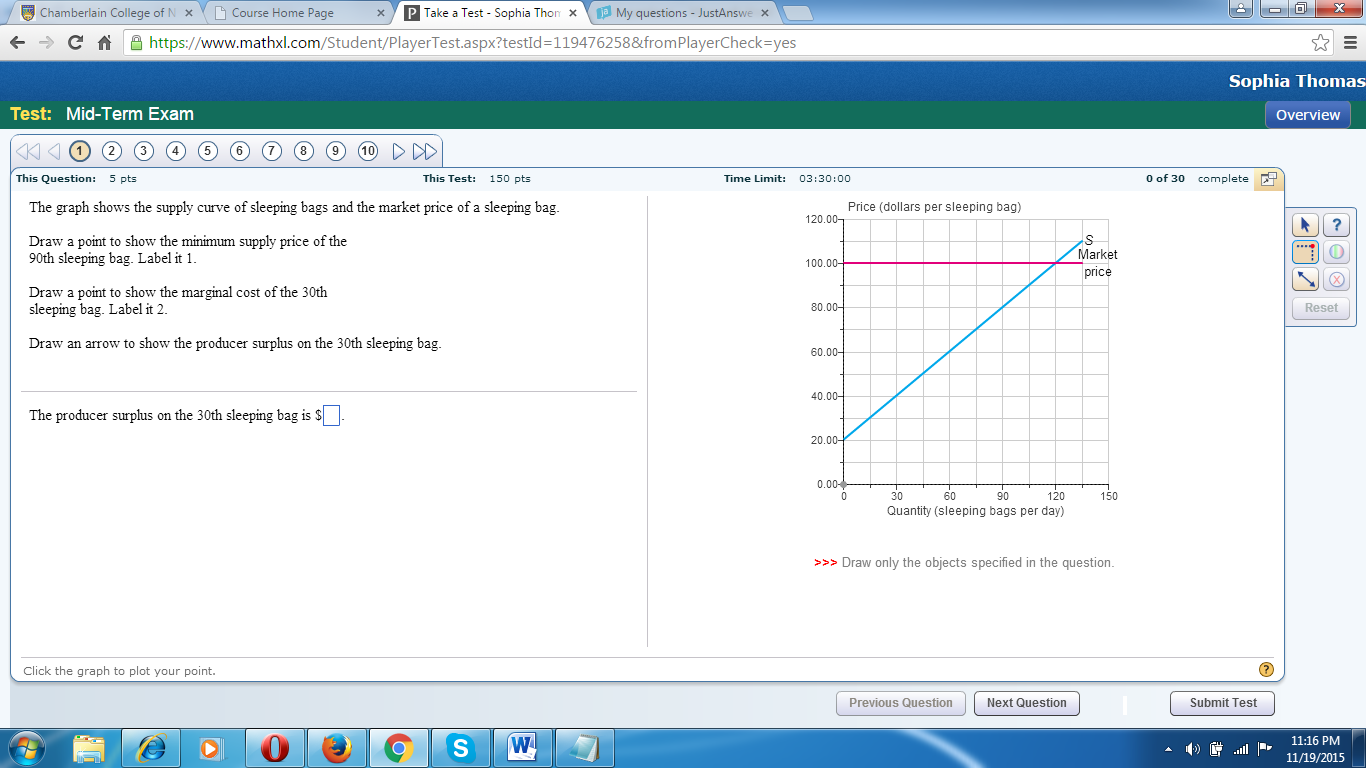 Chamberlain College of N
Course Home Page
Take a Test - Sophia Thom
My questions - JustAnswe
https://www.mathxl.com/Student/PlayerTest.aspx?testId=119476258&fromPlayerCheck=yes
Sophia Thomas
Test: Mid-Term Exam
Overview
1 2 3 4 5 6 7 8 9 10
This Question: 5 pts
This Test: 150 pts
Time Limit: 03:30:00
0 of 30 complete
The graph shows the supply curve of sleeping bags and the market price of a sleeping bag.
Draw a point to show the minimum supply price of the
90th sleeping bag. Label it 1.
Draw a point to show the marginal cost of the 30th
sleeping bag. Label it 2.
Draw an arrow to show the producer surplus on the 30th sleeping bag.
The producer surplus on the 30th sleeping bag is $ .
Price (dollars per sleeping bag)
120.00
100.00
80.00
60.00
40.00
20.00
0.00
S
Market
price
0 30 60 90 120 150
Quantity (sleeping bags per day)
>>> Draw only the objects specified in the question.
Reset
Click the graph to plot your point.
Previous Question
Next Question
Submit Test
11:16 PM
11/19/2015